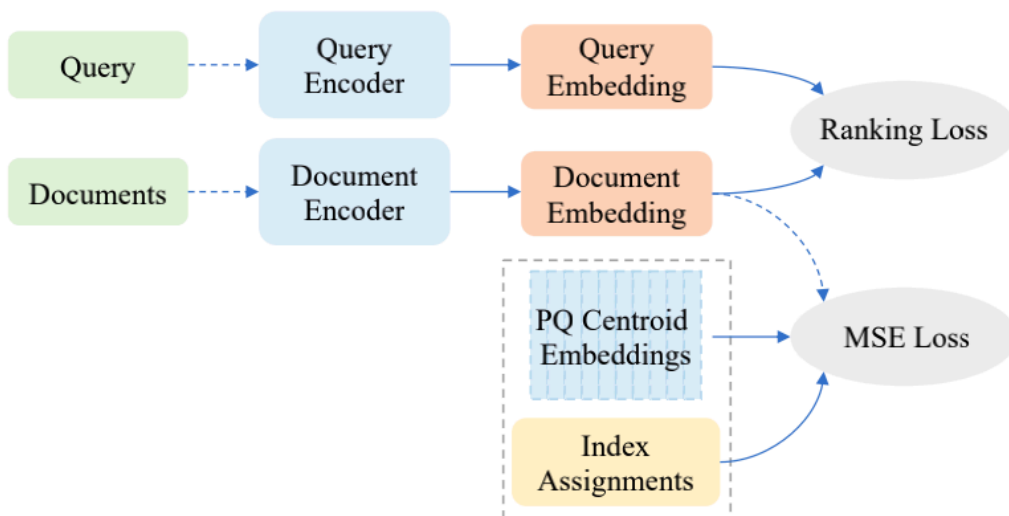 Query
Query
Encoder
Query
Embedding
Ranking Loss
Documents
Document
Encoder
Document
Embedding
PQ Centroid
Embeddings
MSE Loss
Index
Assignments